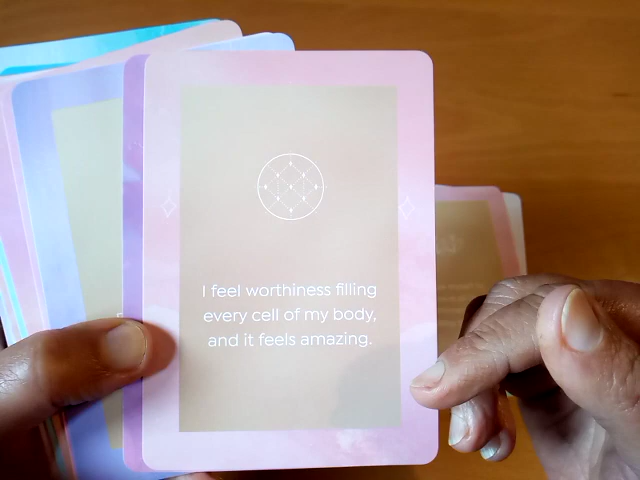 I feel worthiness filling
every cell of my body,
and it feels amazing.